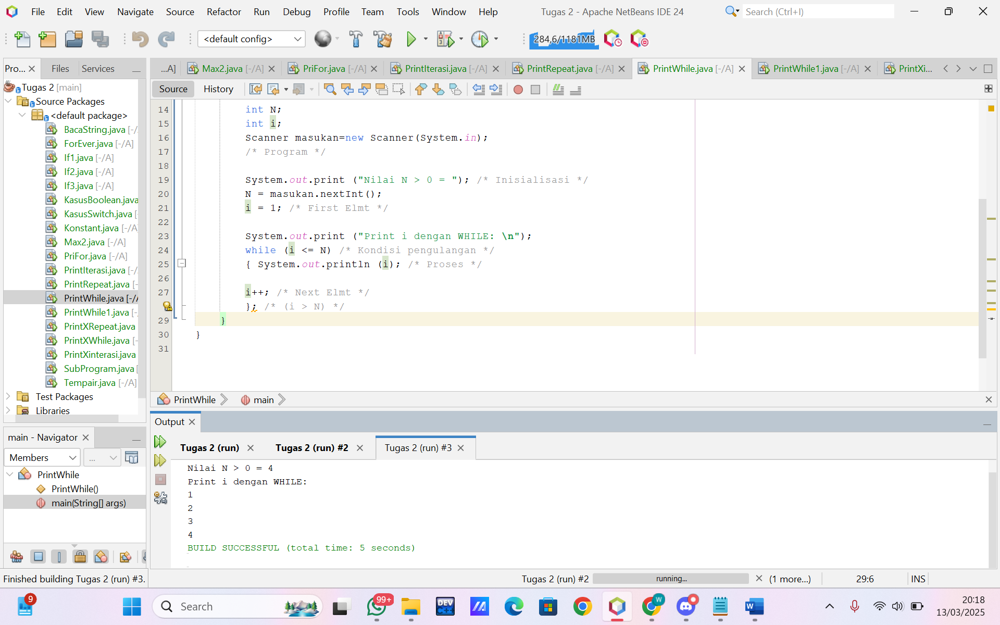 File Edit View Navigate Source Refactor Run Debug Profile Team Tools Window Help Tugas 2 - Apache NetBeans IDE 24 Search (Ctrl+I)
<default config> 284,6/1181MB
Pro... Files Services
...A] Max2.java [-/A] PriFor.java [-/A] PrintIterasi.java [-/A] PrintRepeat.java [-/A] PrintWhile.java [-/A] PrintWhile1.java [-/A] PrintXi...
Source History
Tugas 2 [main]
Source Packages
<default package>
BacaString.java [-/
ForEver.java [-/A]
If1.java [-/A]
If2.java [-/A]
If3.java [-/A]
KasusBoolean.java
KasusSwitch.java [
Konstant.java [-/A
Max2.java [-/A]
PriFor.java [-/A]
PrintIterasi.java [-/
PrintRepeat.java [-
PrintWhile.java [-/
PrintWhile1.java [-
PrintXRepeat.java
PrintXWhile.java [-
PrintXinterasi.java
SubProgram.java [
Tempair.java [-/A]
Test Packages
Libraries
14 int N;
15 int i;
16 Scanner masukan=new Scanner(System.in);
17 /* Program */
18
19 System.out.print ("Nilai N > 0 = "); /* Inisialisasi */
20 N = masukan.nextInt();
21 i = 1; /* First Elmt */
22
23 System.out.print ("Print i dengan WHILE: \n");
24 while (i <= N) /* Kondisi pengulangan */
25 { System.out.println (i); /* Proses */
26
27 i++; /* Next Elmt */
}; /* (i > N) */
29 }
30 }
31
PrintWhile main
main - Navigator
Members ...
PrintWhile
PrintWhile()
main(String[] args)
Output
Tugas 2 (run) Tugas 2 (run) #2 Tugas 2 (run) #3
Nilai N > 0 = 4
Print i dengan WHILE:
1
2
3
4
BUILD SUCCESSFUL (total time: 5 seconds)
Finished building Tugas 2 (run) #3. Tugas 2 (run) #2 running... (1 more...) 29:6 INS
9 Search 99+ DEV C++ W W 20:18
13/03/2025